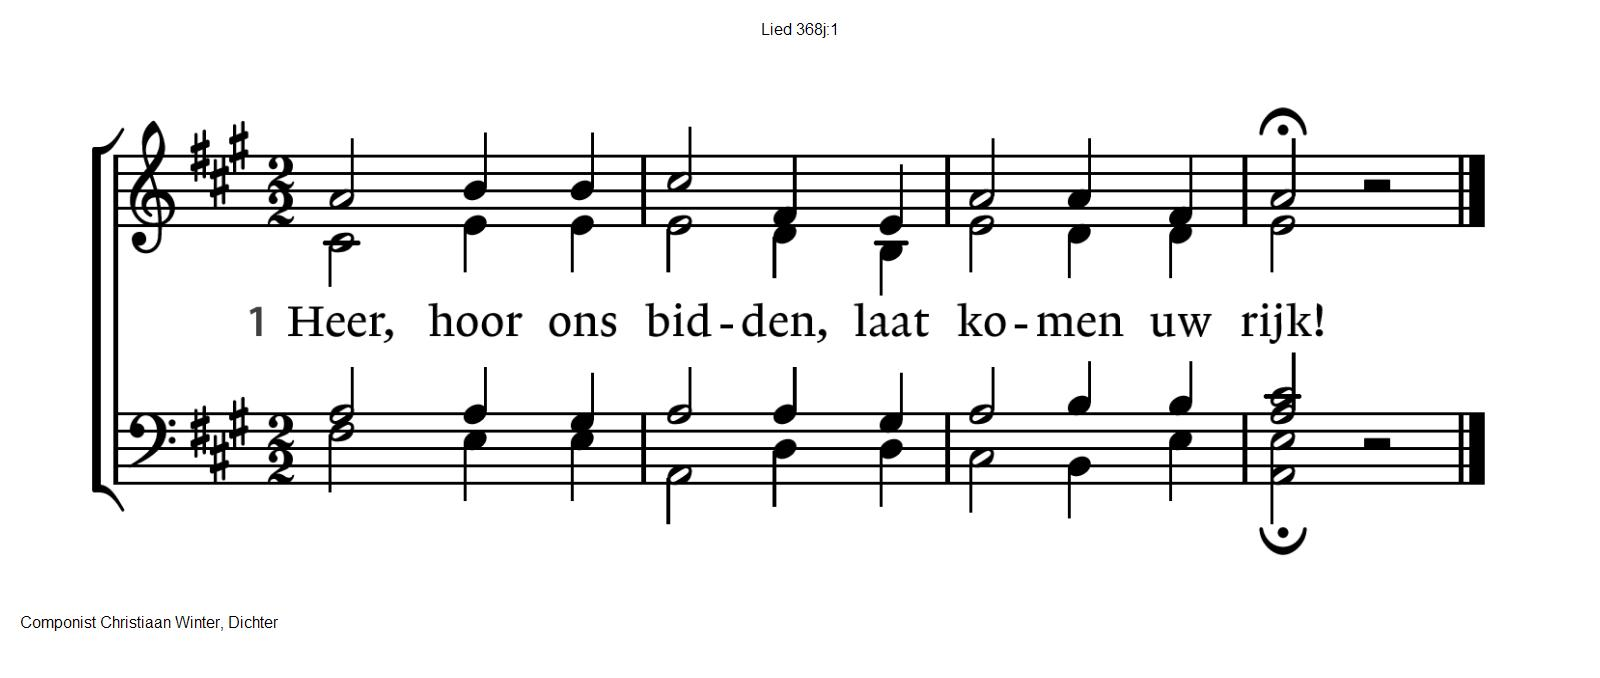 Lied 368j:1
1 Heer, hoor ons bid - den, laat ko - men uw rijk!
Componist Christiaan Winter, Dichter